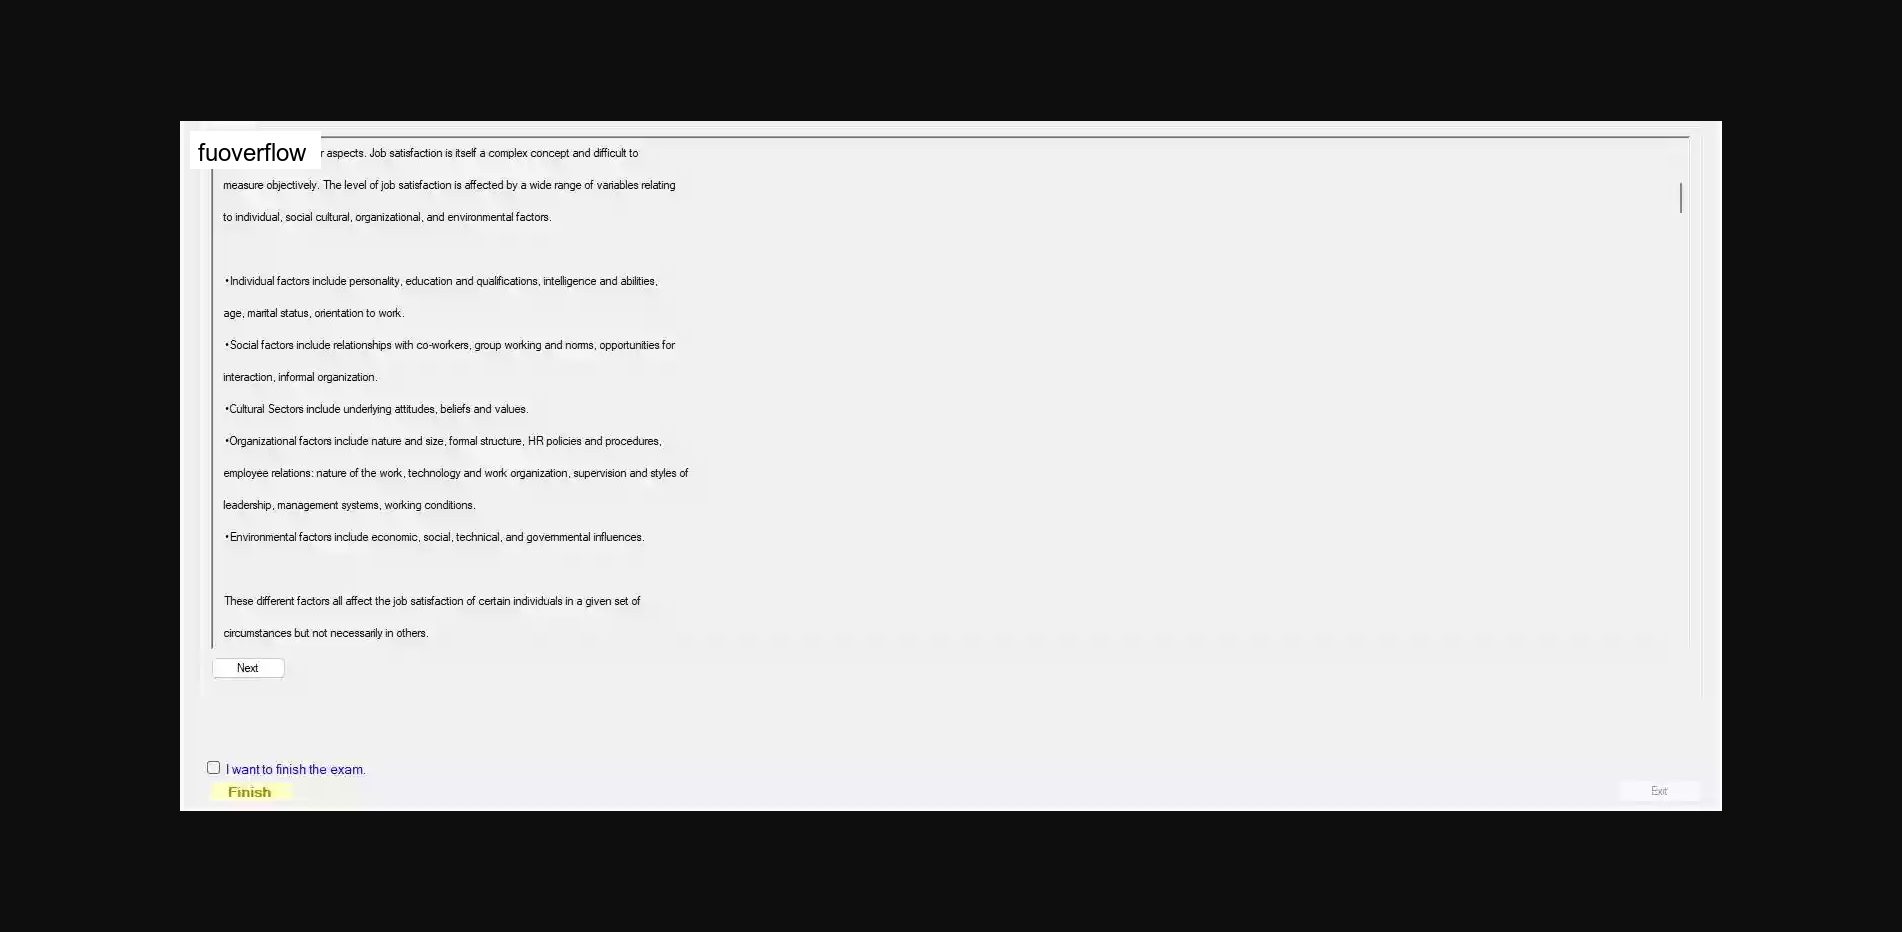 fuoverflow
r aspects. Job satisfaction is itself a complex concept and difficult to
measure objectively. The level of job satisfaction is affected by a wide range of variables relating
to individual, social cultural, organizational, and environmental factors.
•Individual factors include personality, education and qualifications, intelligence and abilities,
age, marital status, orientation to work.
•Social factors include relationships with co-workers, group working and norms, opportunities for
interaction, informal organization.
•Cultural Sectors include underlying attitudes, beliefs and values.
•Organizational factors include nature and size, formal structure, HR policies and procedures,
employee relations: nature of the work, technology and work organization, supervision and styles of
leadership, management systems, working conditions.
•Environmental factors include economic, social, technical, and governmental influences.
These different factors all affect the job satisfaction of certain individuals in a given set of
circumstances but not necessarily in others.
Next
I want to finish the exam.
Finish
Exit